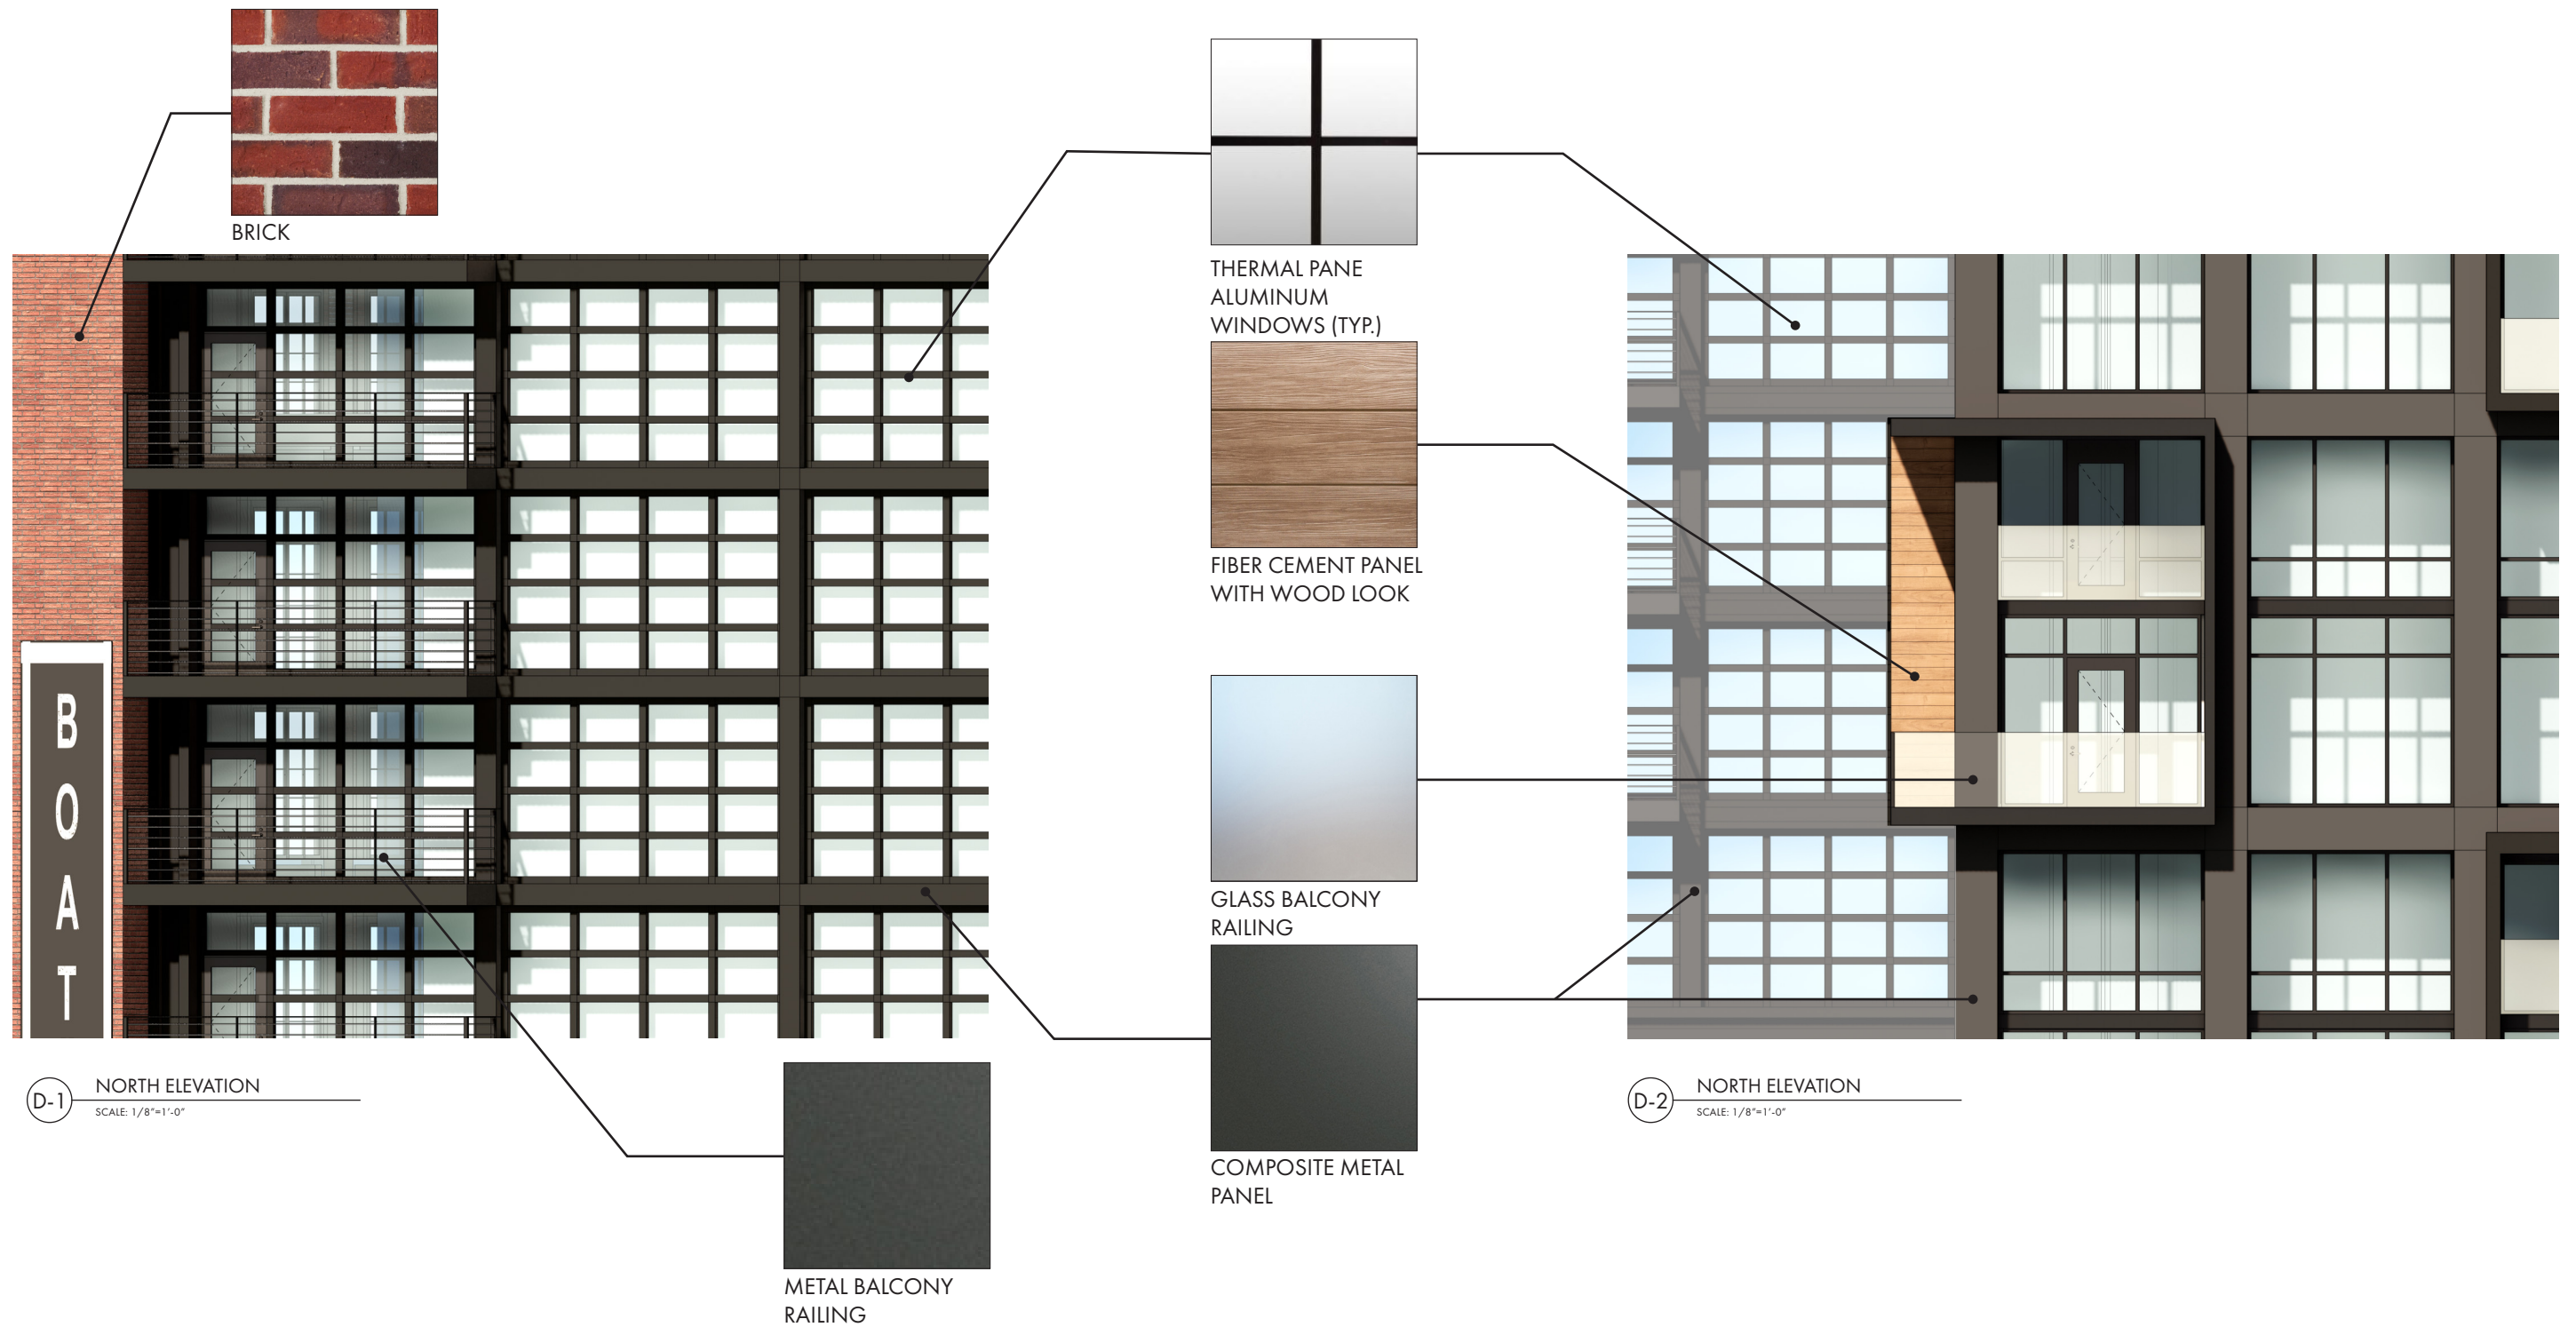 BRICK
THERMAL PANE
ALUMINUM
WINDOWS (TYP.)
FIBER CEMENT PANEL
WITH WOOD LOOK
GLASS BALCONY
RAILING
COMPOSITE METAL
PANEL
METAL BALCONY
RAILING
B
O
A
T
D-1
NORTH ELEVATION
SCALE: 1/8"=1'-0"
D-2
NORTH ELEVATION
SCALE: 1/8"=1'-0"